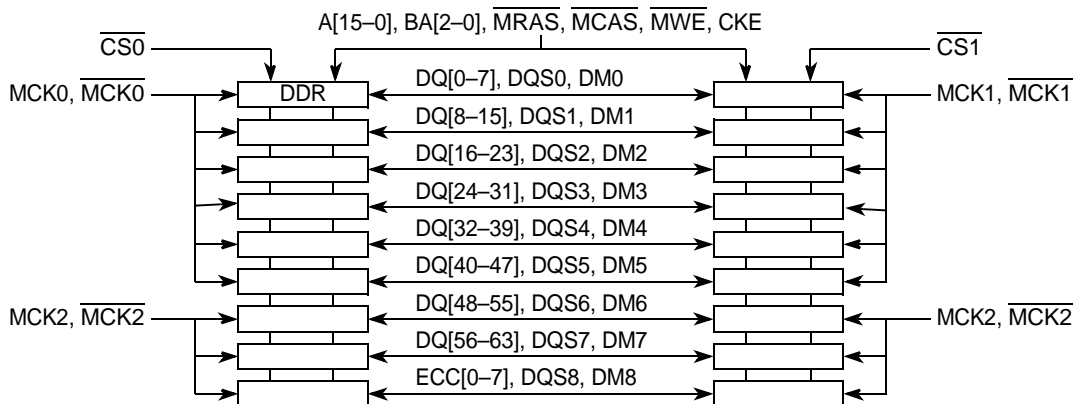 A[15–0], BA[2–0], MRAS, MCAS, MWE, CKE
CS0 CS1
MCK0, MCK0 DDR DQ[0–7], DQS0, DM0 MCK1, MCK1
DQ[8–15], DQS1, DM1
DQ[16–23], DQS2, DM2
DQ[24–31], DQS3, DM3
DQ[32–39], DQS4, DM4
DQ[40–47], DQS5, DM5
MCK2, MCK2 DQ[48–55], DQS6, DM6 MCK2, MCK2
DQ[56–63], DQS7, DM7
ECC[0–7], DQS8, DM8